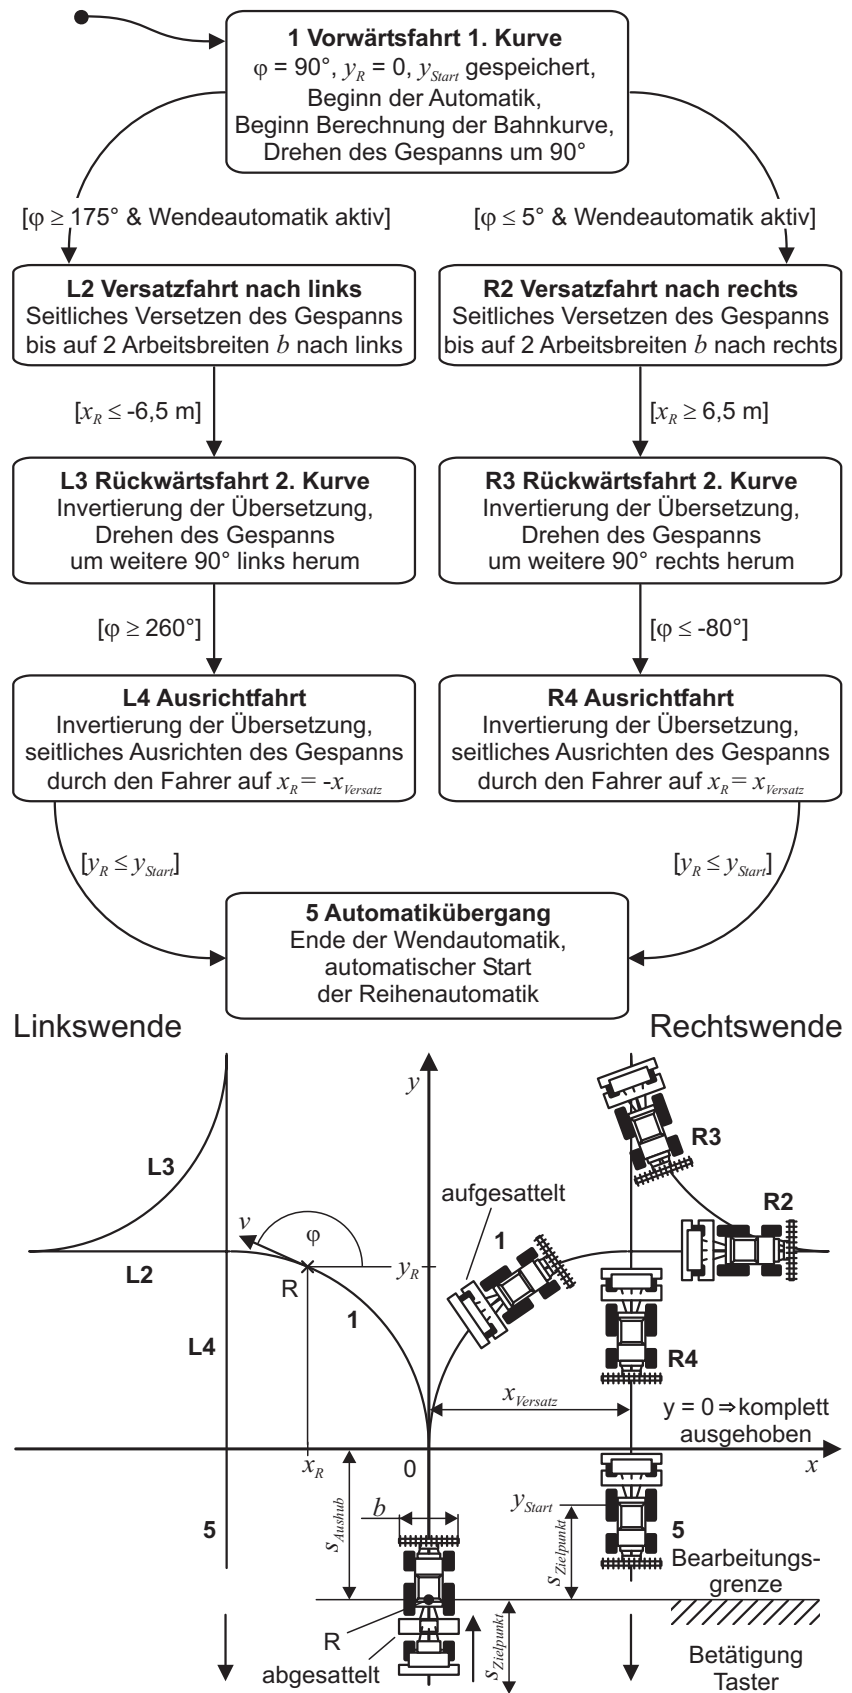 1 Vorwärtsfahrt 1. Kurve
φ = 90°, y_R = 0, y_Start gespeichert,
Beginn der Automatik,
Beginn Berechnung der Bahnkurve,
Drehen des Gespanns um 90°
[φ ≥ 175° & Wendeautomatik aktiv]
[φ ≤ 5° & Wendeautomatik aktiv]
L2 Versatzfahrt nach links
Seitliches Versetzen des Gespanns
bis auf 2 Arbeitsbreiten b nach links
R2 Versatzfahrt nach rechts
Seitliches Versetzen des Gespanns
bis auf 2 Arbeitsbreiten b nach rechts
[x_R ≤ -6,5 m]
[x_R ≥ 6,5 m]
L3 Rückwärtsfahrt 2. Kurve
Invertierung der Übersetzung,
Drehen des Gespanns
um weitere 90° links herum
R3 Rückwärtsfahrt 2. Kurve
Invertierung der Übersetzung,
Drehen des Gespanns
um weitere 90° rechts herum
[φ ≥ 260°]
[φ ≤ -80°]
L4 Ausrichtfahrt
Invertierung der Übersetzung,
seitliches Ausrichten des Gespanns
durch den Fahrer auf x_R = -x_Versatz
R4 Ausrichtfahrt
Invertierung der Übersetzung,
seitliches Ausrichten des Gespanns
durch den Fahrer auf x_R = x_Versatz
[y_R ≤ y_Start]
[y_R ≤ y_Start]
5 Automatikübergang
Ende der Wendautomatik,
automatischer Start
der Reihenautomatik
Linkswende
Rechtswende
y
R3
L3
aufgesattelt
R2
v
φ
1
L2
R
y_R
1
L4
R4
x_Versatz
y = 0 ⇒ komplett
ausgehoben
x_R
0
x
s_Aushub
b
y_Start
s_Zielpunkt
5
5
Bearbeitungs-
grenze
R
abgesattelt
s_Zielpunkt
Betätigung
Taster